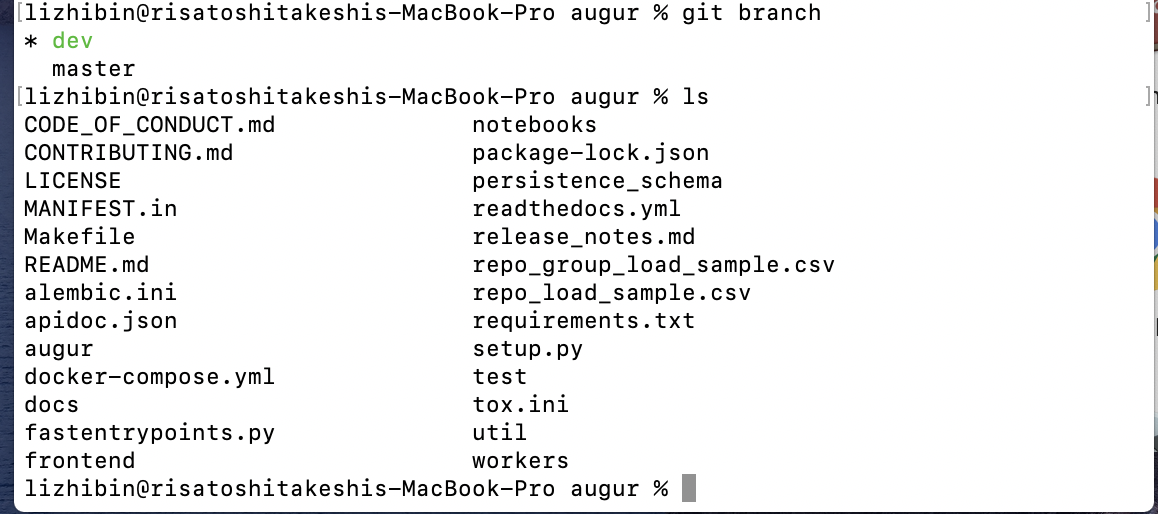 [lizhibin@risatoshitakeshis-MacBook-Pro augur % git branch ]
* dev
  master
[lizhibin@risatoshitakeshis-MacBook-Pro augur % ls ]
CODE_OF_CONDUCT.md notebooks
CONTRIBUTING.md package-lock.json
LICENSE persistence_schema
MANIFEST.in readthedocs.yml
Makefile release_notes.md
README.md repo_group_load_sample.csv
alembic.ini repo_load_sample.csv
apidoc.json requirements.txt
augur setup.py
docker-compose.yml test
docs tox.ini
fastentrypoints.py util
frontend workers
lizhibin@risatoshitakeshis-MacBook-Pro augur %